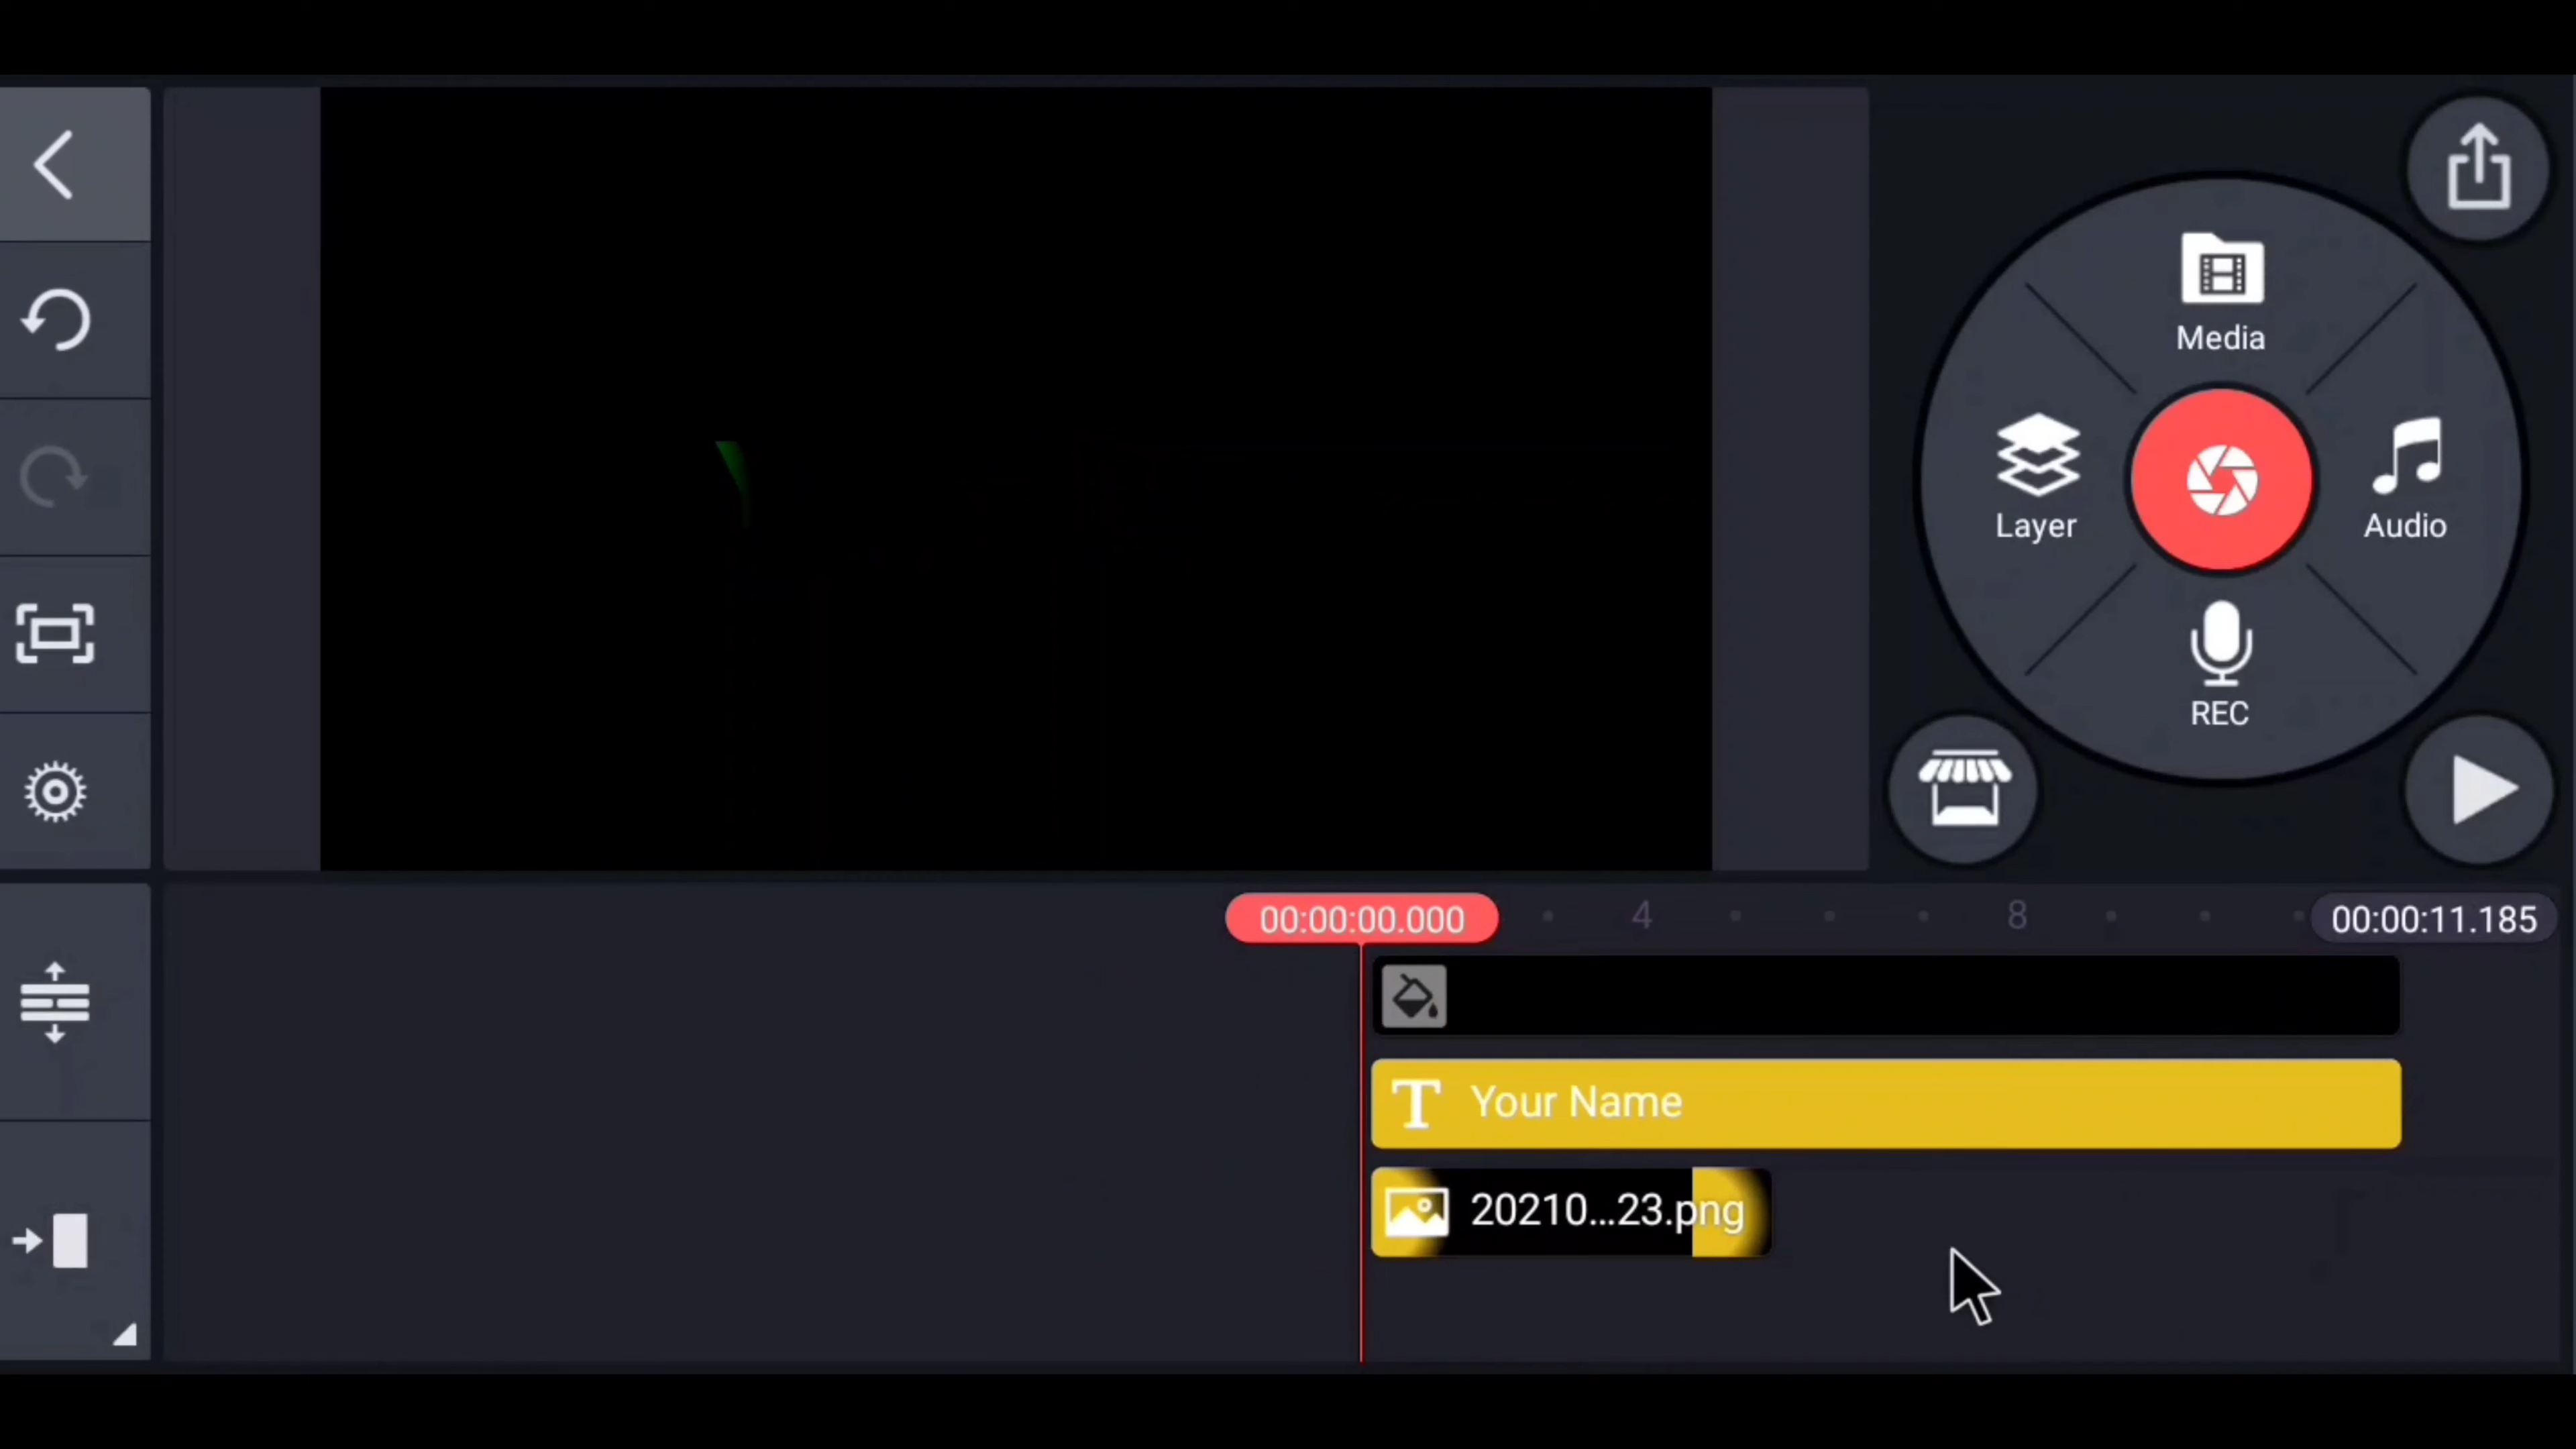 Media
Layer
Audio
REC
00:00:00.000
4
8
00:00:11.185
T Your Name
20210...23.png